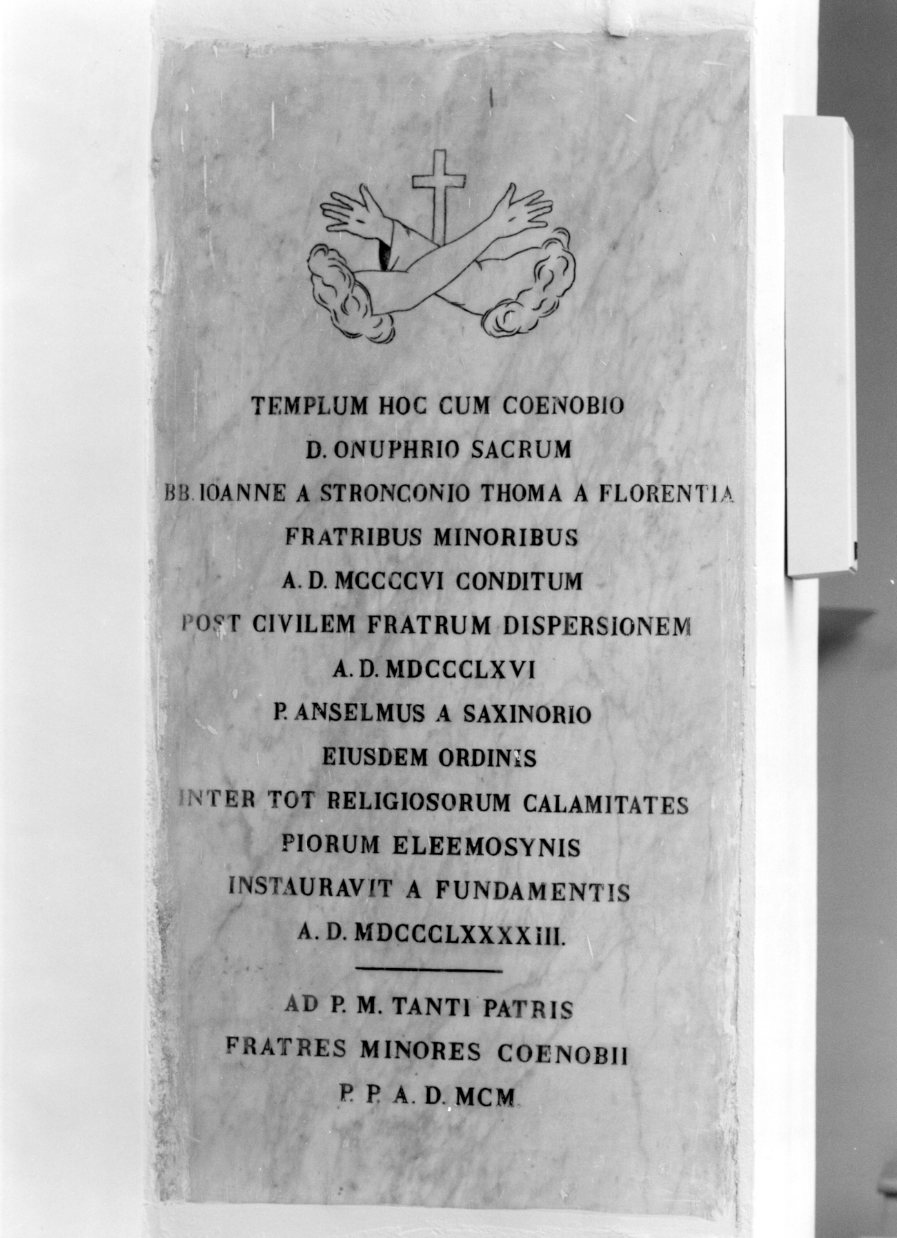 TEMPLUM HOC CUM COENOBIO
D. ONUPHRIO SACRUM
BB. IOANNE A STRONCONIO THOMA A FLORENTIA
FRATRIBUS MINORIBUS
A. D. MCCCCVI CONDITUM
POST CIVILEM FRATRUM DISPERSIONEM
A. D. MDCCCLXVI
P. ANSELMUS A SAXINORIO
EIUSDEM ORDINIS
INTER TOT RELIGIOSORUM CALAMITATES
PIORUM ELEEMOSYNIS
INSTAURAVIT A FUNDAMENTIS
A. D. MDCCCLXXXXIII.
AD P. M. TANTI PATRIS
FRATRES MINORES COENOBII
P. P. A. D. MCM